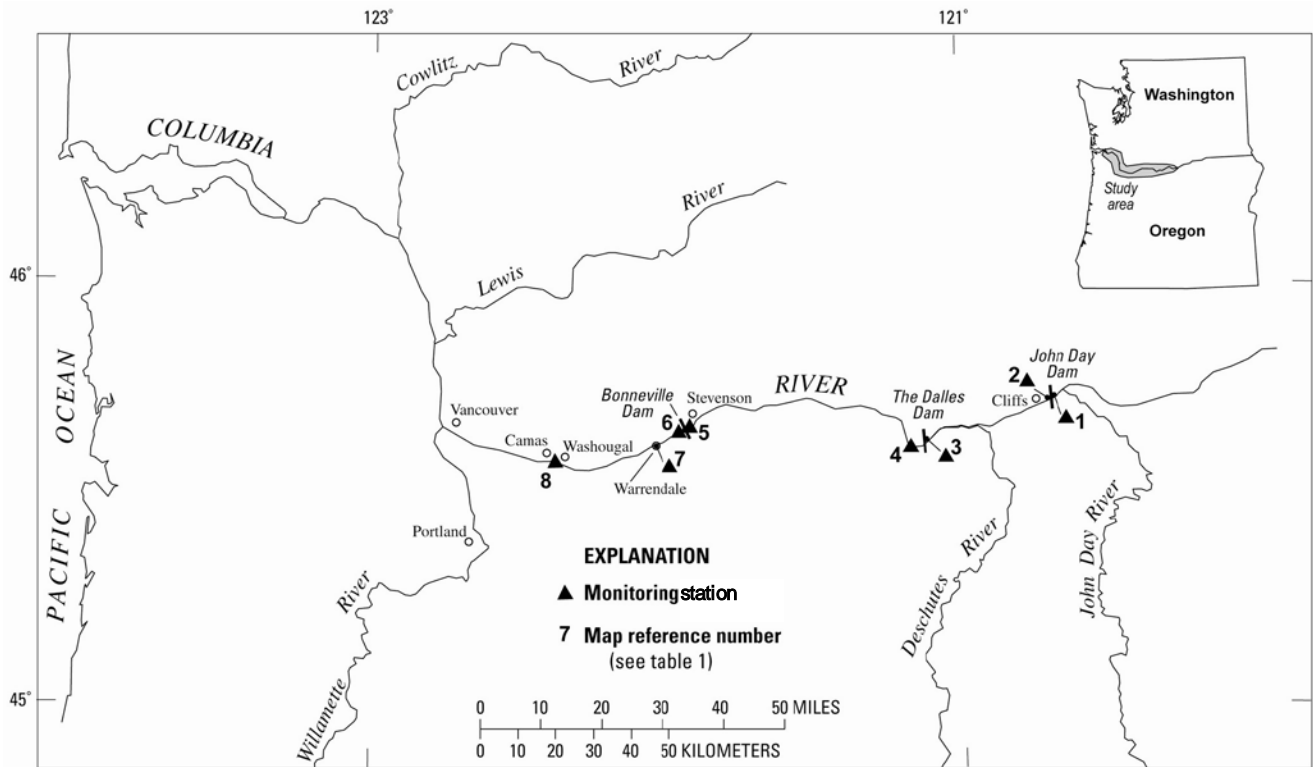 123°
121°
Cowlitz
River
COLUMBIA
Washington
Study
area
Oregon
River
Lewis
46°
PACIFIC OCEAN
John Day
Dam
2
Cliffs
1
RIVER
Bonneville
Dam
Stevenson
The Dalles
Dam
Vancouver
6
5
Camas
Washougal
4
3
7
8
Warrendale
Portland
River
Willamette
Deschutes River
John Day River
EXPLANATION
Monitoring station
7 Map reference number
(see table 1)
45°
0 10 20 30 40 50 MILES
0 10 20 30 40 50 KILOMETERS